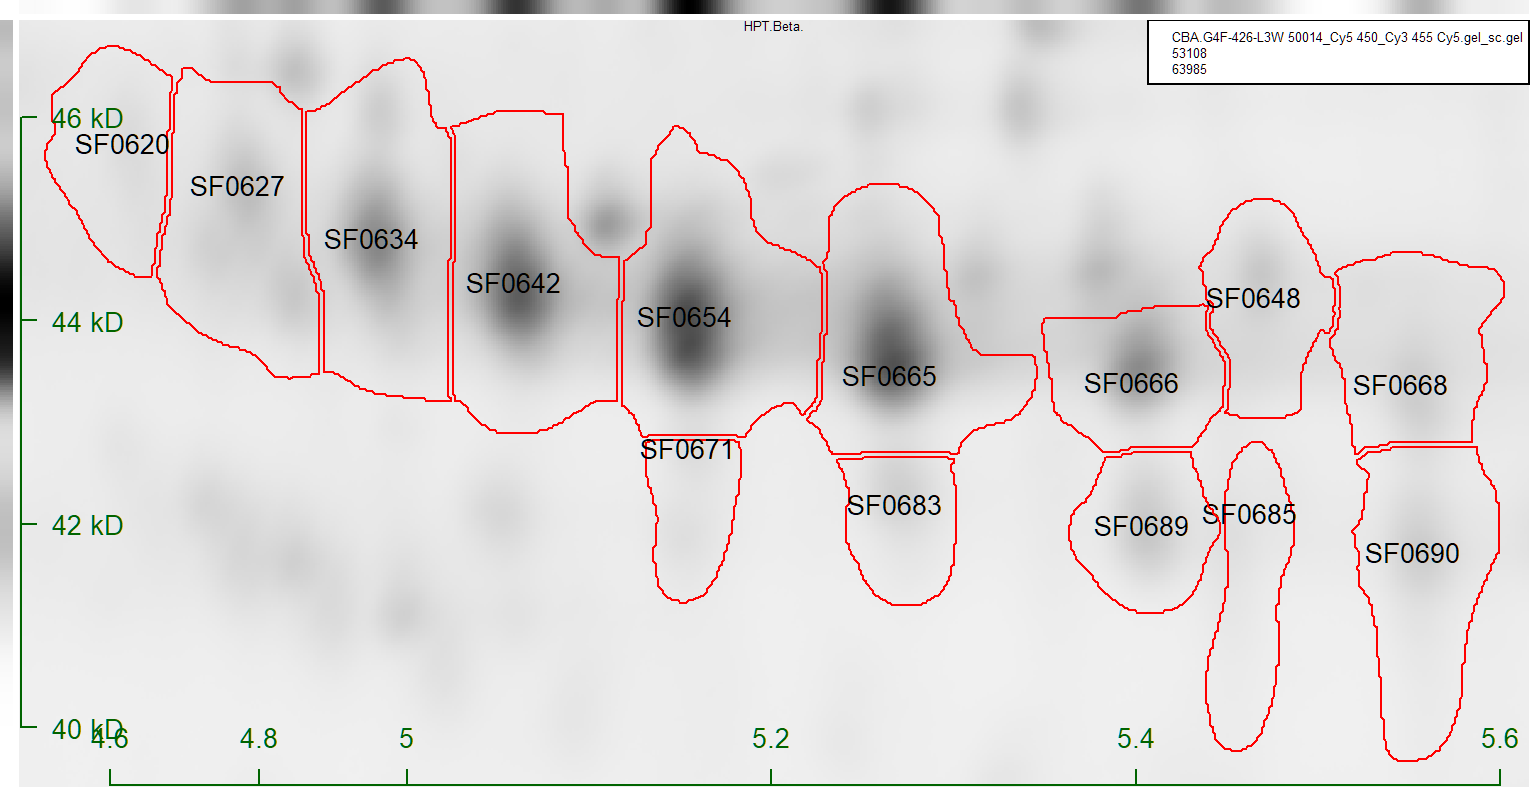 HPT.Beta.
CBA.G4F-426-L3W 50014_Cy5 450_Cy3 455 Cy5.gel_sc.gel
53108
63985
46 kD
SF0620
SF0627
SF0634
SF0642
44 kD
SF0654
SF0648
SF0665
SF0666
SF0668
SF0671
42 kD
SF0683
SF0689
SF0685
SF0690
40 kD
4.6 4.8 5 5.2 5.4 5.6